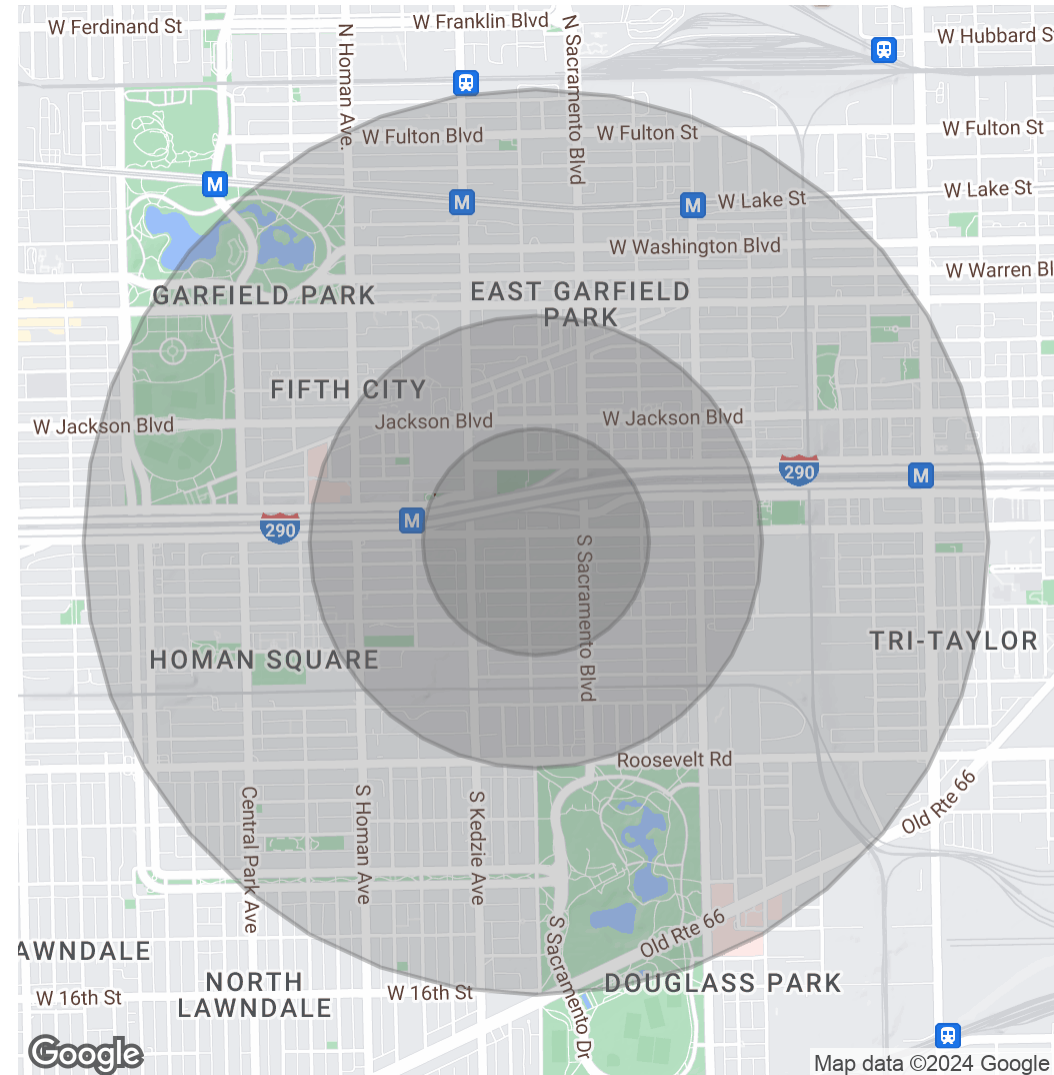 W Ferdinand St
N Homan Ave.
W Franklin Blvd
N Sacramento Blvd
W Hubbard S
W Fulton Blvd
W Fulton St
W Fulton St
M
M
M
W Lake St
W Lake St
W Washington Blvd
W Warren Bl
GARFIELD PARK
EAST GARFIELD
PARK
FIFTH CITY
W Jackson Blvd
Jackson Blvd
W Jackson Blvd
290
M
M
290
S Sacramento Blvd
HOMAN SQUARE
TRI-TAYLOR
Roosevelt Rd
Central Park Ave
S Homan Ave
S Kedzie Ave
Old Rte 66
Old Rte 66
S Sacramento Dr
AWNDALE
NORTH
LAWNDALE
DOUGLASS PARK
W 16th St
W 16th St
Google
Map data ©2024 Google